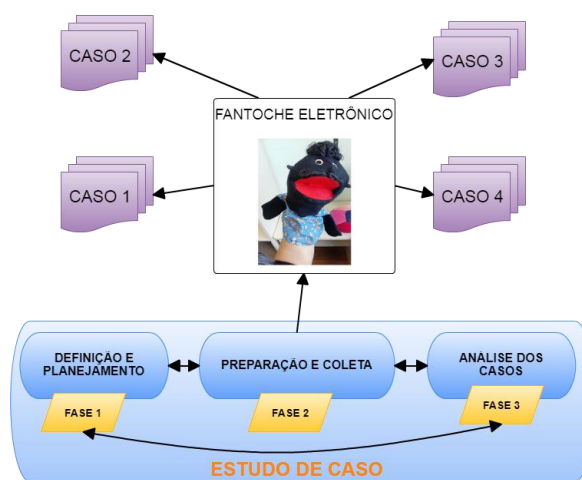 CASO 2
CASO 3
FANTOCHE ELETRÔNICO
CASO 1
CASO 4
DEFINIÇÃO E
PLANEJAMENTO
PREPARAÇÃO E COLETA
ANÁLISE DOS
CASOS
FASE 1
FASE 2
FASE 3
ESTUDO DE CASO